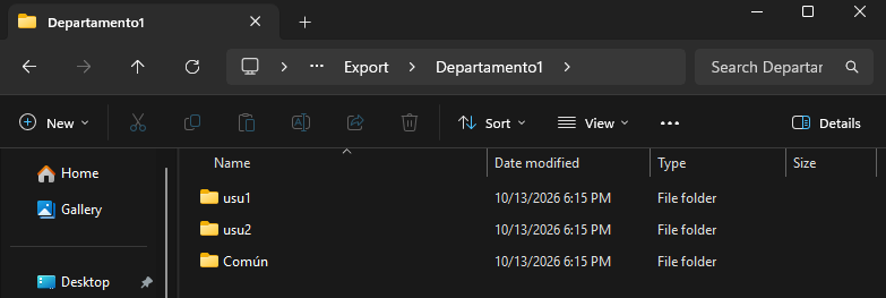 Departamento1
··· Export Departamento1 Search Departar
New Sort View ··· Details
Name Date modified Type Size
Home
Gallery
Desktop
usu1 10/13/2026 6:15 PM File folder
usu2 10/13/2026 6:15 PM File folder
Común 10/13/2026 6:15 PM File folder